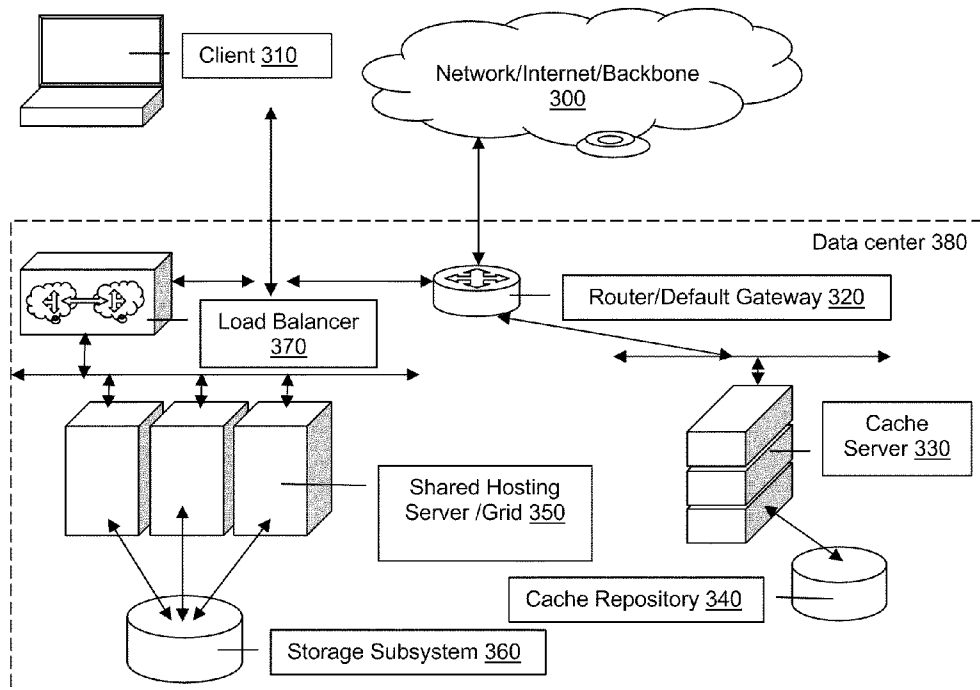 Client 310
Network/Internet/Backbone
300
Data center 380
Router/Default Gateway 320
Load Balancer
370
Cache
Server 330
Shared Hosting
Server /Grid 350
Cache Repository 340
Storage Subsystem 360